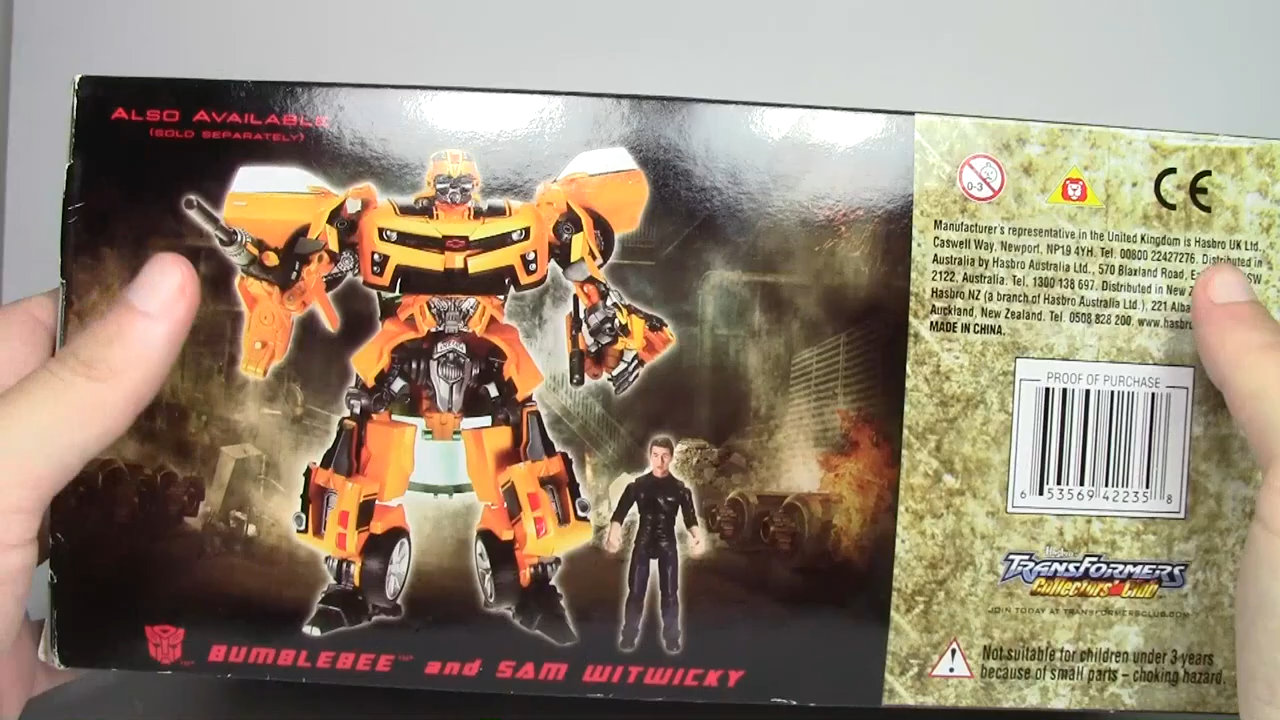 ALSO AVAILABLE
(SOLD SEPARATELY)
BUMBLEBEE™ and SAM WITWICKY
0-3
CE
Manufacturer's representative in the United Kingdom is Hasbro UK Ltd.,
Caswell Way, Newport, NP19 4YH. Tel. 00800 22427276. Distributed in
Australia by Hasbro Australia Ltd., 570 Blaxland Road, SW
2122, Australia. Tel. 1300 138 697. Distributed in New
Hasbro NZ (a branch of Hasbro Australia Ltd.), 221
Auckland, New Zealand. Tel. 0508 828 200.
MADE IN CHINA.
PROOF OF PURCHASE
6 53569 42235 8
Hasbro
TRANSFORMERS
Collectors' Club
JOIN TODAY AT TRANSFORMERSCLUB.COM
Not suitable for children under 3 years
because of small parts – choking hazard.